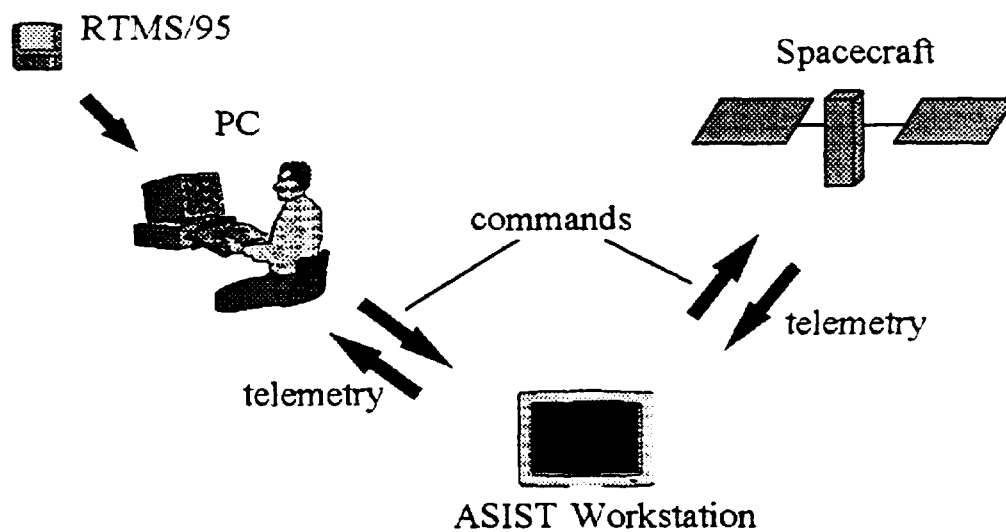 RTMS/95
Spacecraft
PC
commands
telemetry
telemetry
ASIST Workstation